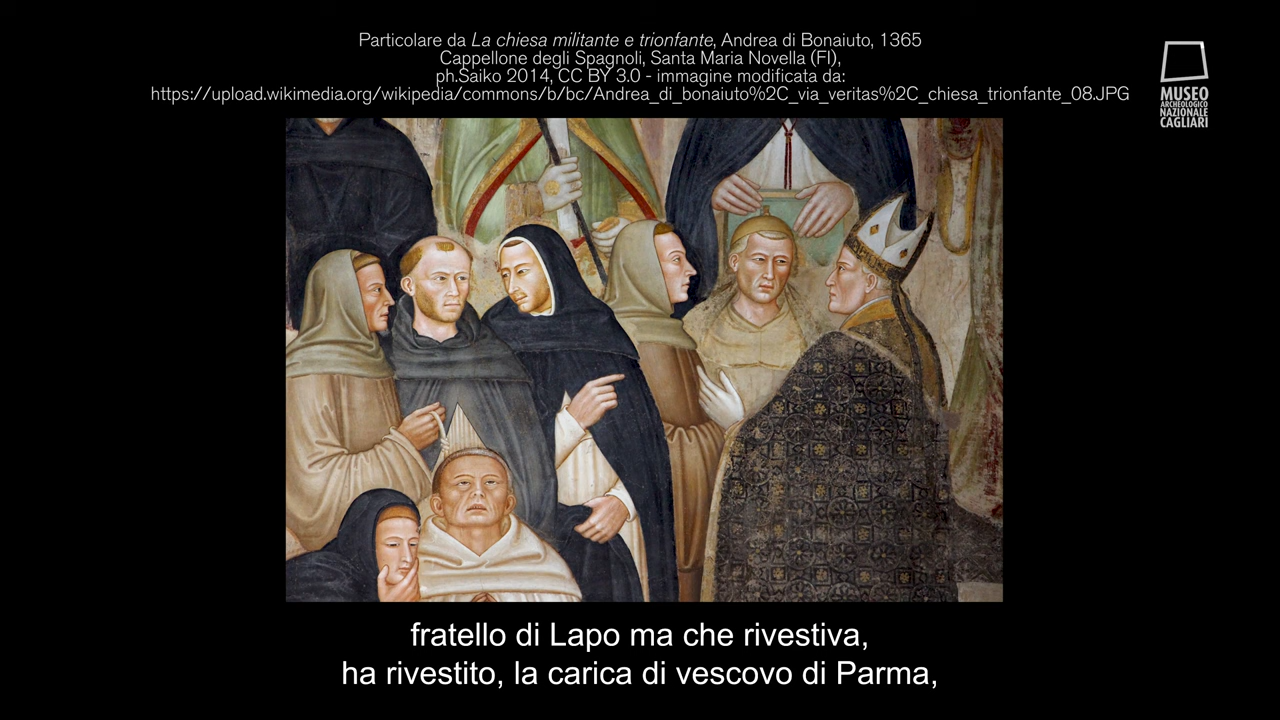 Particolare da La chiesa militante e trionfante, Andrea di Bonaiuto, 1365
Cappellone degli Spagnoli, Santa Maria Novella (FI),
ph.Saiko 2014, CC BY 3.0 - immagine modificata da:
https://upload.wikimedia.org/wikipedia/commons/b/bc/Andrea_di_bonaiuto%2C_via_veritas%2C_chiesa_trionfante_08.JPG
MUSEO
ARCHEOLOGICO
NAZIONALE
CAGLIARI
fratello di Lapo ma che rivestiva,
ha rivestito, la carica di vescovo di Parma,